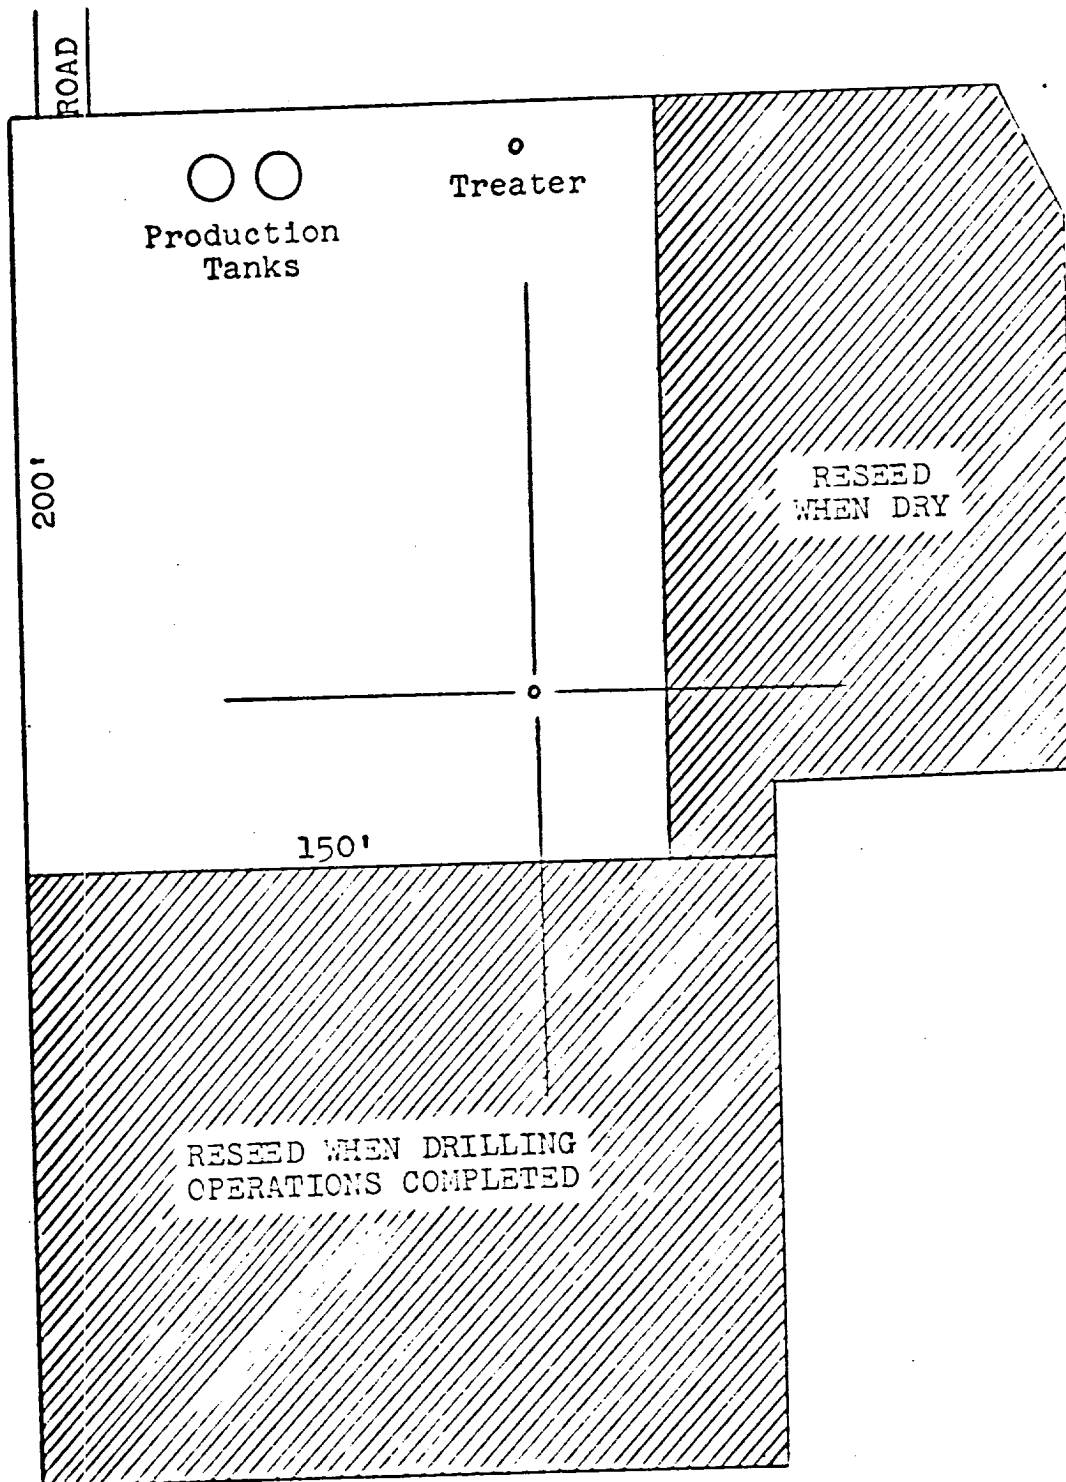 ROAD
Treater
Production
Tanks
200'
RESEED
WHEN DRY
150'
RESEED WHEN DRILLING
OPERATIONS COMPLETED